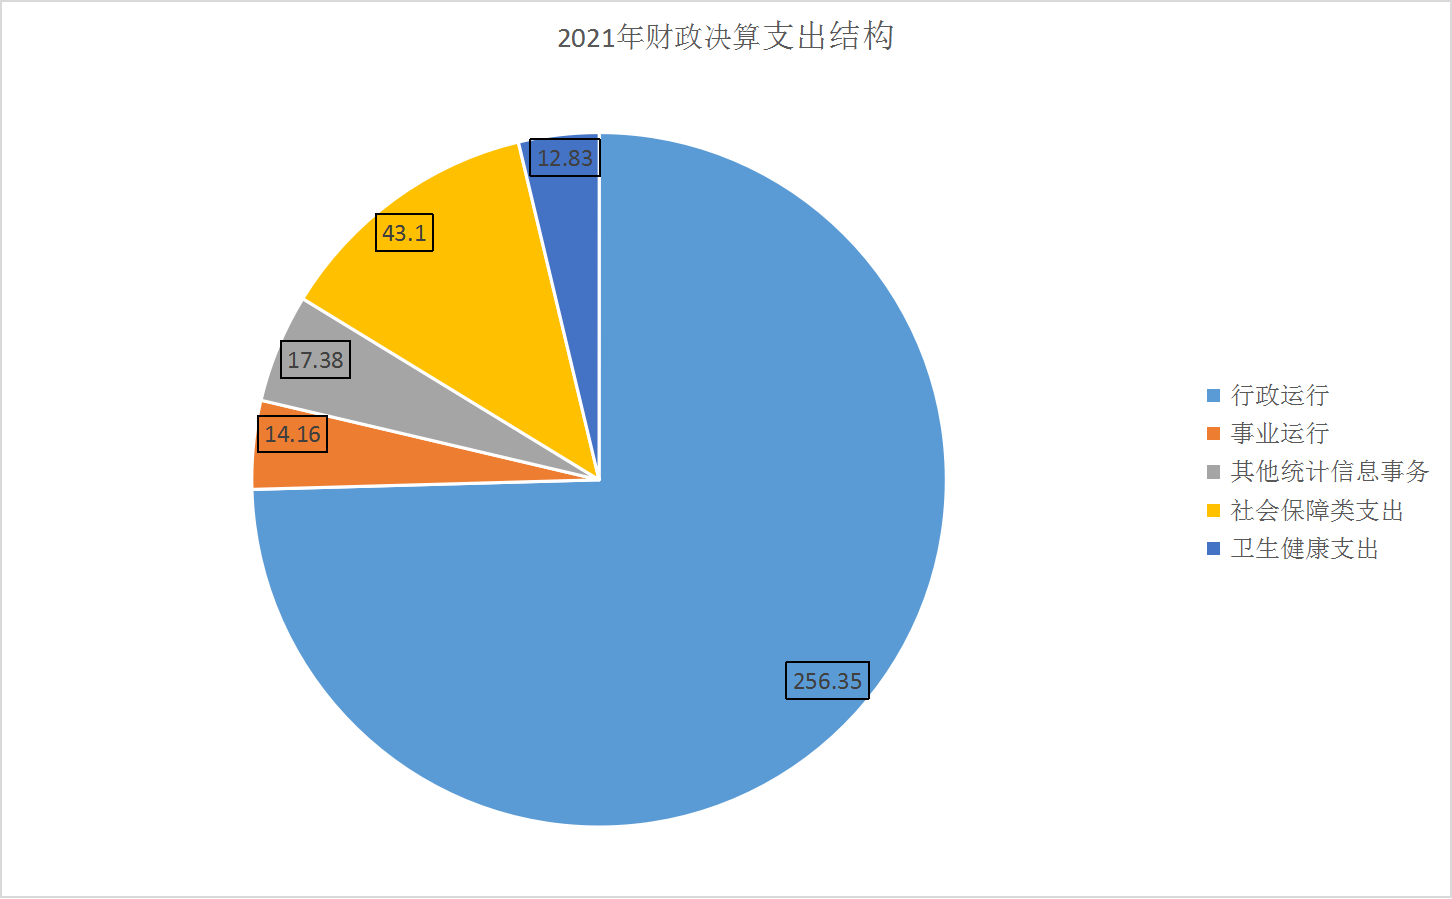 2021年财政决算支出结构
12.83
43.1
17.38
14.16
256.35
行政运行
事业运行
其他统计信息事务
社会保障类支出
卫生健康支出